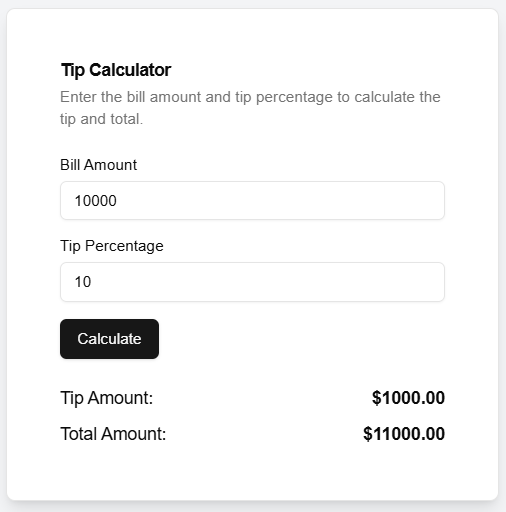 Tip Calculator
Enter the bill amount and tip percentage to calculate the
tip and total.
Bill Amount
10000
Tip Percentage
10
Calculate
Tip Amount: $1000.00
Total Amount: $11000.00